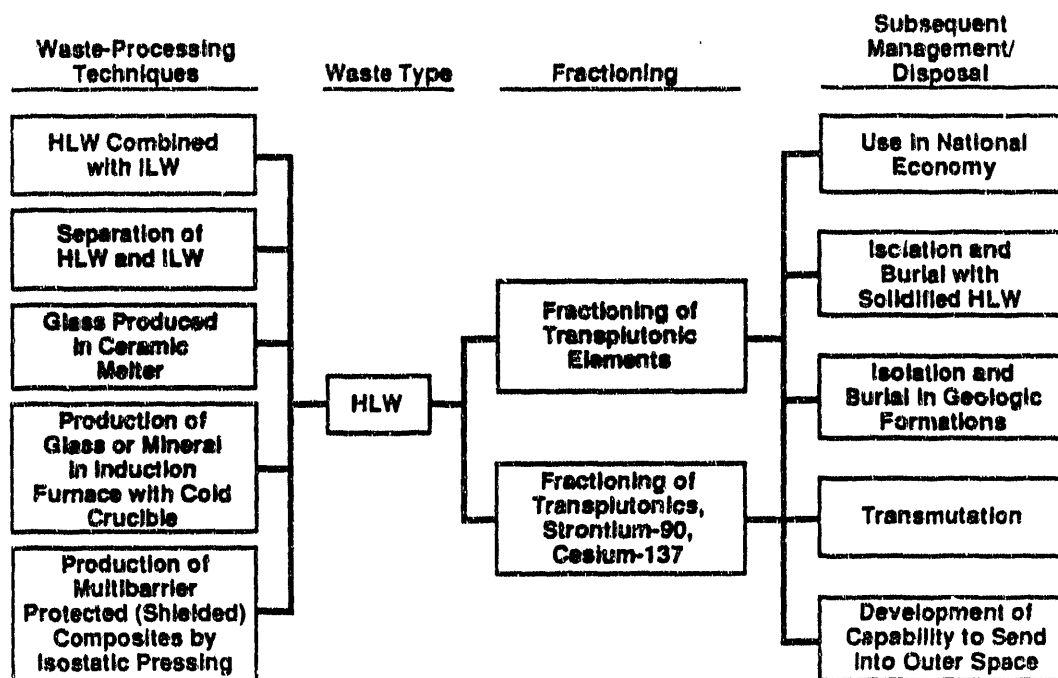 Waste-Processing
Techniques
Waste Type
Fractioning
Subsequent
Management/
Disposal
HLW Combined
with ILW
Separation of
HLW and ILW
Glass Produced
in Ceramic
Melter
Production of
Glass or Mineral
in Induction
Furnace with Cold
Crucible
Production of
Multibarrier
Protected (Shielded)
Composites by
Isostatic Pressing
HLW
Fractioning of
Transplutonic
Elements
Fractioning of
Transplutonics,
Strontium-90,
Cesium-137
Use in National
Economy
Isolation and
Burial with
Solidified HLW
Isolation and
Burial in Geologic
Formations
Transmutation
Development of
Capability to Send
into Outer Space